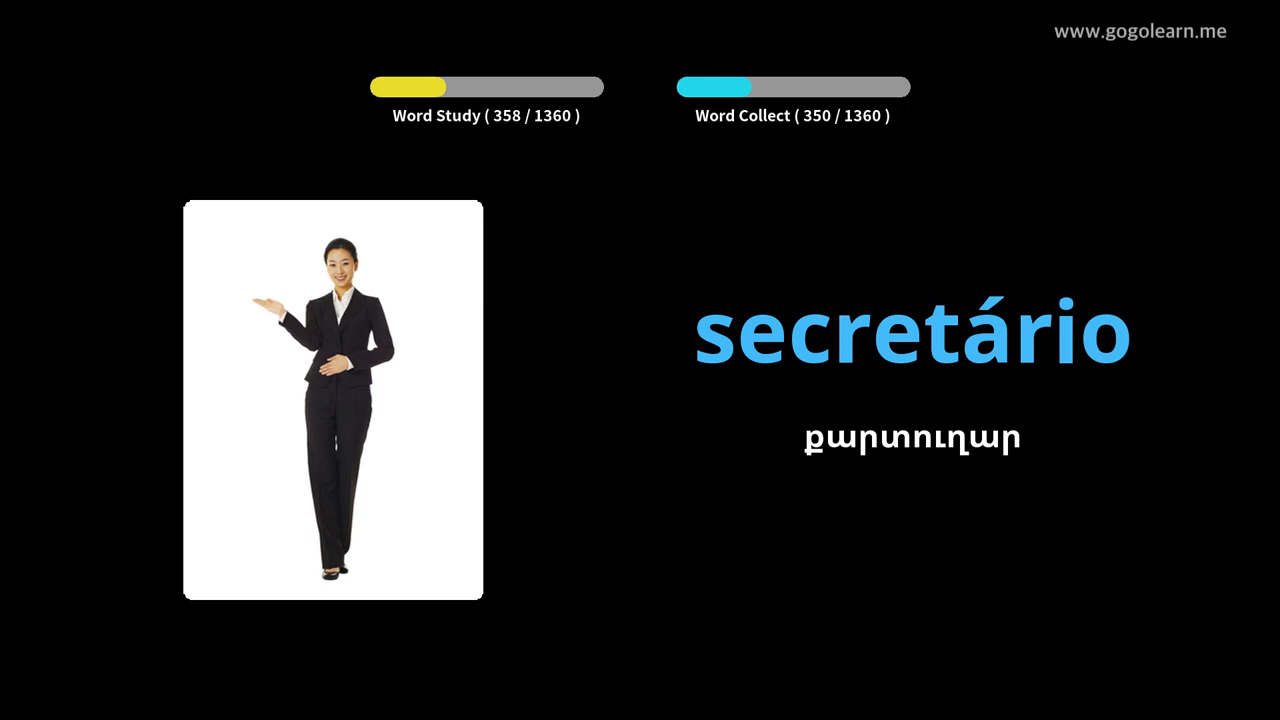 www.gogolearn.me
Word Study ( 358 / 1360 )
Word Collect ( 350 / 1360 )
secretário
քարտուղար